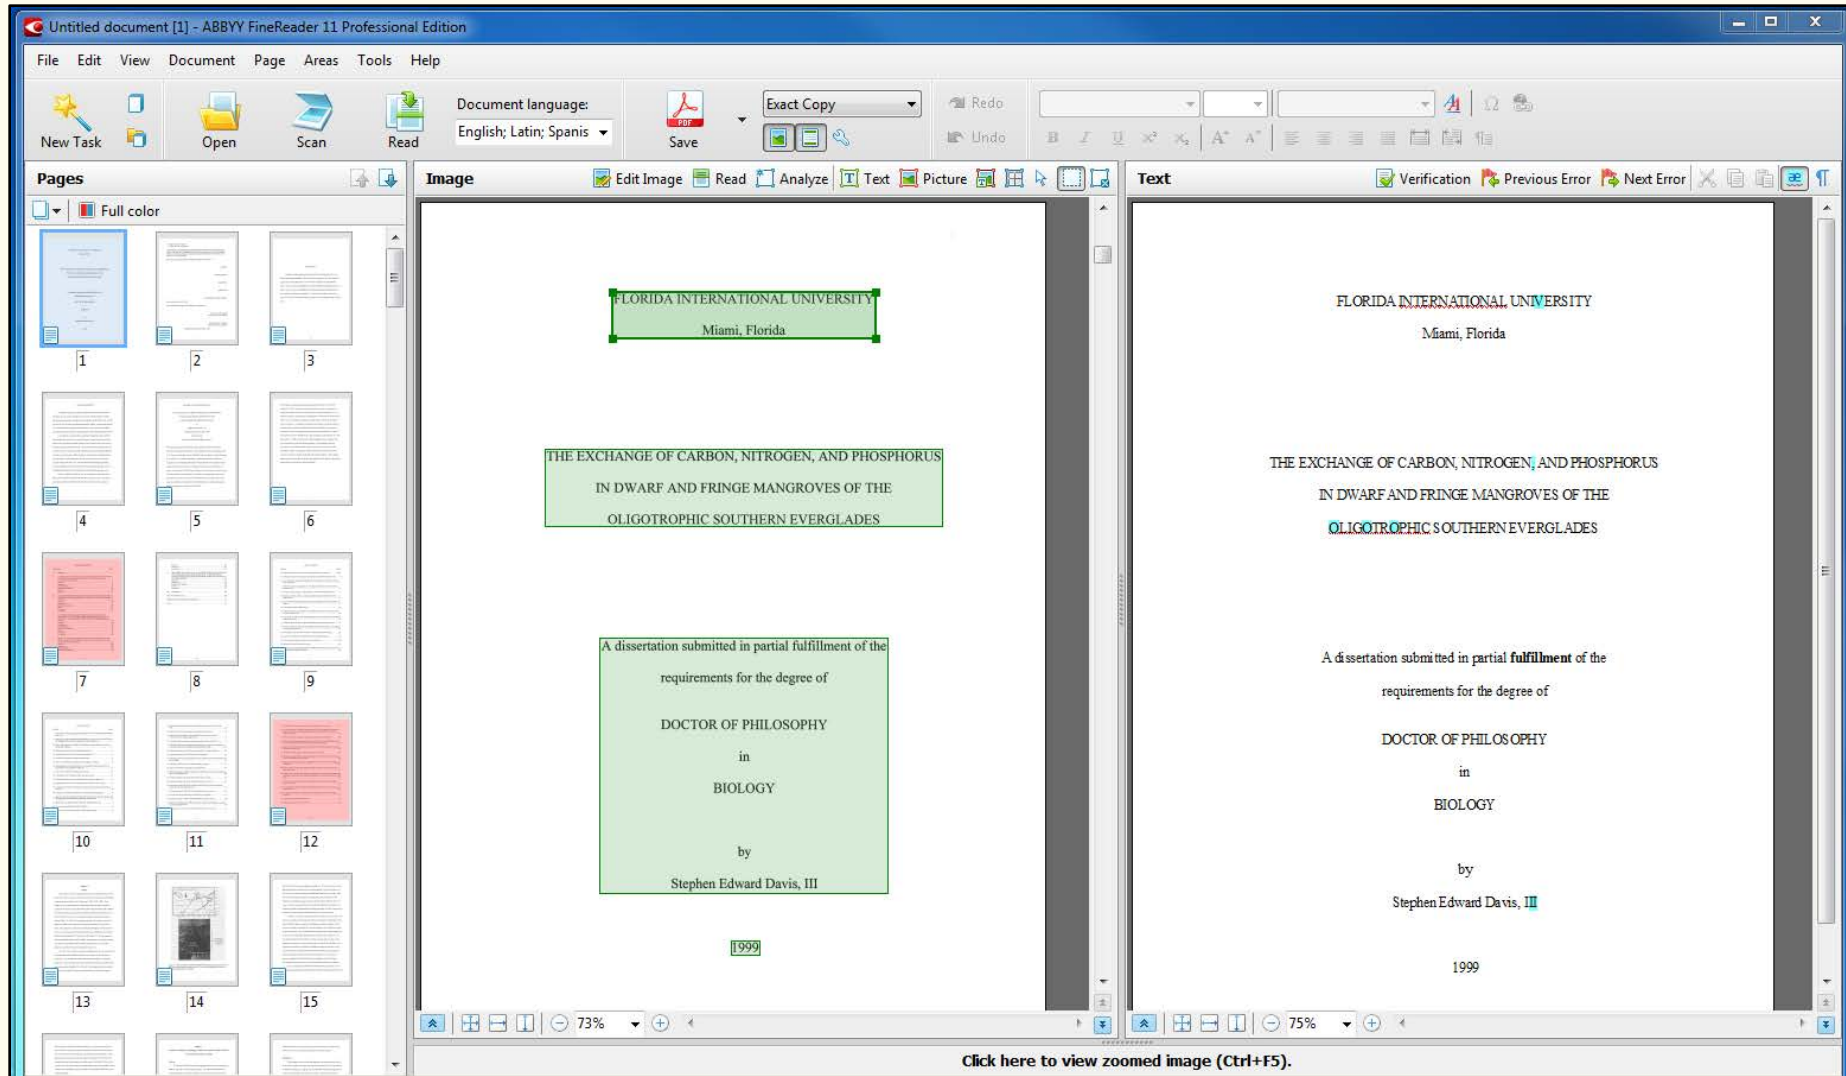 Untitled document [1] - ABBYY FineReader 11 Professional Edition
File Edit View Document Page Areas Tools Help
New Task Open Scan Read Document language: English; Latin; Spanis Save PDF Exact Copy Redo Undo
Pages
Full color
1 2 3
4 5 6
7 8 9
10 11 12
13 14 15
Image Edit Image Read Analyze Text Picture
FLORIDA INTERNATIONAL UNIVERSITY
Miami, Florida
THE EXCHANGE OF CARBON, NITROGEN, AND PHOSPHORUS
IN DWARF AND FRINGE MANGROVES OF THE
OLIGOTROPHIC SOUTHERN EVERGLADES
A dissertation submitted in partial fulfillment of the
requirements for the degree of
DOCTOR OF PHILOSOPHY
in
BIOLOGY
by
Stephen Edward Davis, III
1999
73%
Text Verification Previous Error Next Error
FLORIDA INTERNATIONAL UNIVERSITY
Miami, Florida
THE EXCHANGE OF CARBON, NITROGEN, AND PHOSPHORUS
IN DWARF AND FRINGE MANGROVES OF THE
OLIGOTROPHIC SOUTHERN EVERGLADES
A dissertation submitted in partial fulfillment of the
requirements for the degree of
DOCTOR OF PHILOSOPHY
in
BIOLOGY
by
Stephen Edward Davis, III
1999
75%
Click here to view zoomed image (Ctrl+F5).